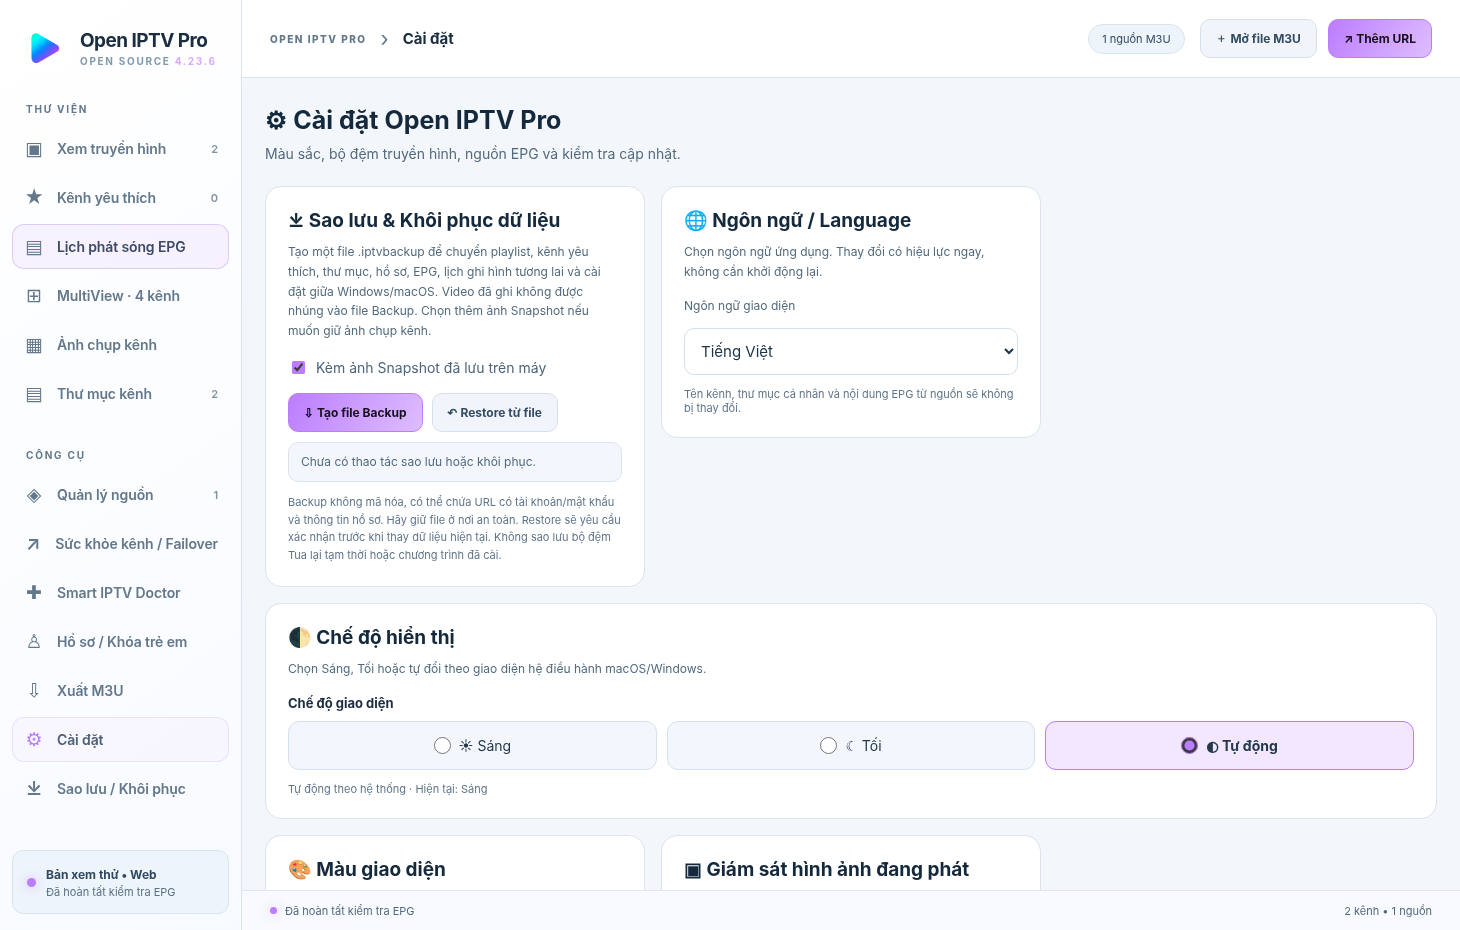 Open IPTV Pro
OPEN SOURCE 4.23.6
THƯ VIỆN
Xem truyền hình 2
Kênh yêu thích 0
Lịch phát sóng EPG
MultiView · 4 kênh
Ảnh chụp kênh
Thư mục kênh 2
CÔNG CỤ
Quản lý nguồn 1
Sức khỏe kênh / Failover
Smart IPTV Doctor
Hồ sơ / Khóa trẻ em
Xuất M3U
Cài đặt
Sao lưu / Khôi phục
Bản xem thử • Web
Đã hoàn tất kiểm tra EPG
OPEN IPTV PRO › Cài đặt
1 nguồn M3U
+ Mở file M3U
↗ Thêm URL
⚙ Cài đặt Open IPTV Pro
Màu sắc, bộ đệm truyền hình, nguồn EPG và kiểm tra cập nhật.
Sao lưu & Khôi phục dữ liệu
Tạo một file .iptvbackup để chuyển playlist, kênh yêu
thích, thư mục, hồ sơ, EPG, lịch ghi hình tương lai và cài
đặt giữa Windows/macOS. Video đã ghi không được
nhúng vào file Backup. Chọn thêm ảnh Snapshot nếu
muốn giữ ảnh chụp kênh.
Kèm ảnh Snapshot đã lưu trên máy
⇩ Tạo file Backup
↶ Restore từ file
Chưa có thao tác sao lưu hoặc khôi phục.
Backup không mã hóa, có thể chứa URL có tài khoản/mật khẩu
và thông tin hồ sơ. Hãy giữ file ở nơi an toàn. Restore sẽ yêu cầu
xác nhận trước khi thay dữ liệu hiện tại. Không sao lưu bộ đệm
Tua lại tạm thời hoặc chương trình đã cài.
🌐 Ngôn ngữ / Language
Chọn ngôn ngữ ứng dụng. Thay đổi có hiệu lực ngay,
không cần khởi động lại.
Ngôn ngữ giao diện
Tiếng Việt
Tên kênh, thư mục cá nhân và nội dung EPG từ nguồn sẽ không
bị thay đổi.
🌓 Chế độ hiển thị
Chọn Sáng, Tối hoặc tự đổi theo giao diện hệ điều hành macOS/Windows.
Chế độ giao diện
☀ Sáng
☾ Tối
◐ Tự động
Tự động theo hệ thống · Hiện tại: Sáng
🎨 Màu giao diện
▣ Giám sát hình ảnh đang phát
Đã hoàn tất kiểm tra EPG
2 kênh • 1 nguồn